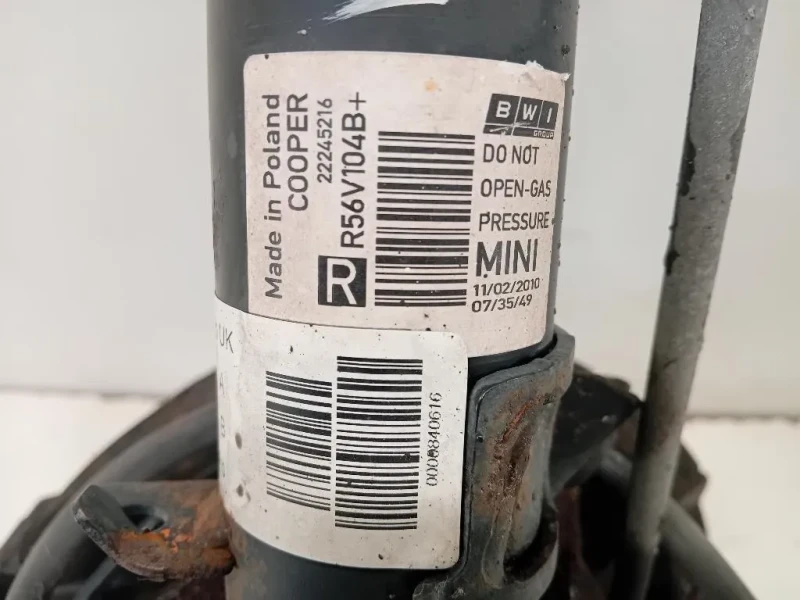 Made in Poland
COOPER
22245216
R R56V104B+
BWI
GROUP
DO NOT
OPEN-GAS
PRESSURE
MINI
11/02/2010
07/35/49
UK
A
B
0000840616